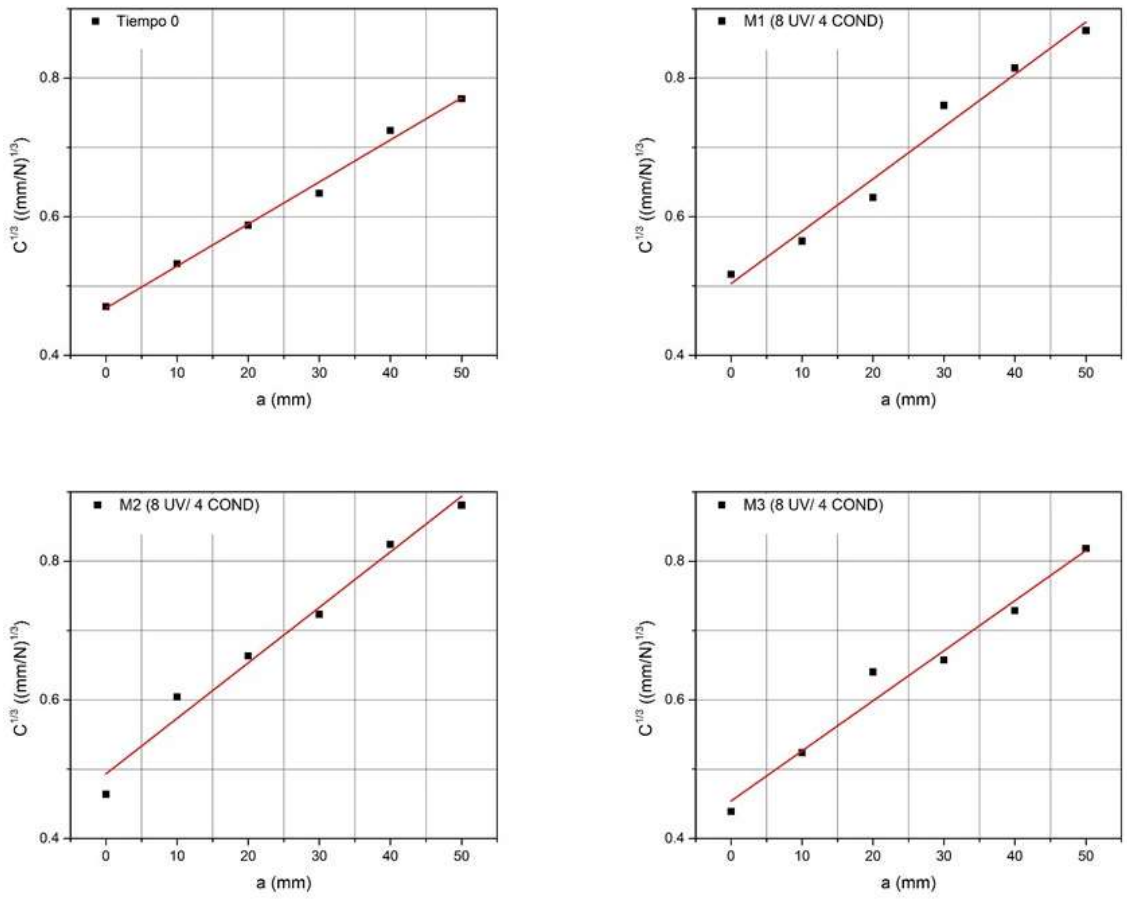 Tiempo 0
0.8
0.6
0.4
C^1/3 ((mm/N)^1/3)
0 10 20 30 40 50
a (mm)
M1 (8 UV/ 4 COND)
0.8
0.6
0.4
C^1/3 ((mm/N)^1/3)
0 10 20 30 40 50
a (mm)
M2 (8 UV/ 4 COND)
0.8
0.6
0.4
C^1/3 ((mm/N)^1/3)
0 10 20 30 40 50
a (mm)
M3 (8 UV/ 4 COND)
0.8
0.6
0.4
C^1/3 ((mm/N)^1/3)
0 10 20 30 40 50
a (mm)